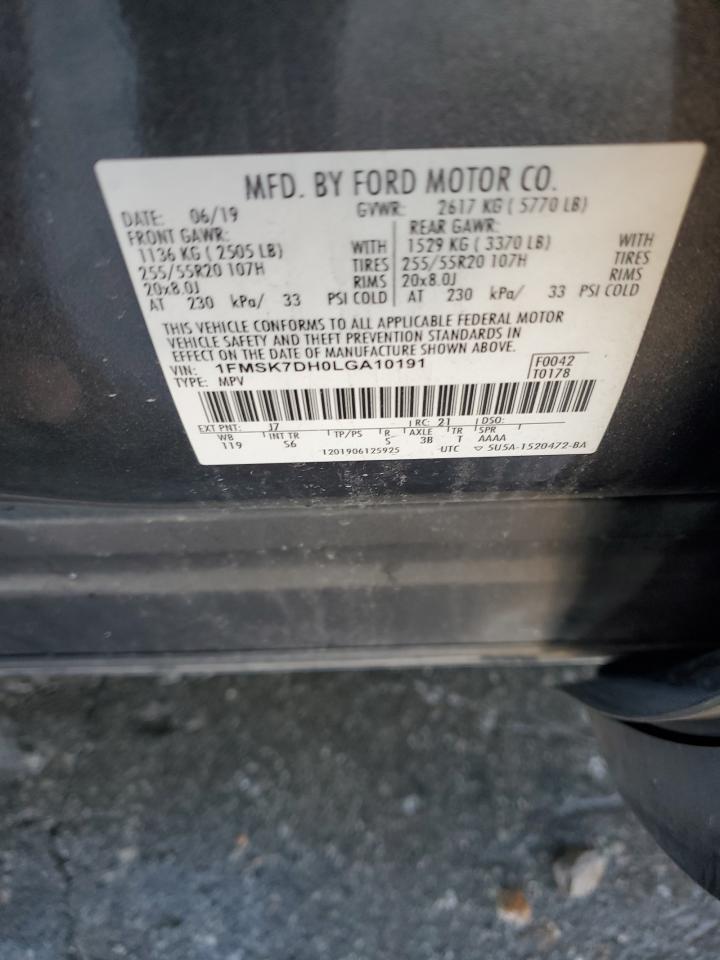 MFD. BY FORD MOTOR CO.
DATE: 06/19 GVWR: 2617 KG ( 5770 LB)
FRONT GAWR: REAR GAWR:
1136 KG ( 2505 LB) WITH 1529 KG ( 3370 LB) WITH
255/55R20 107H TIRES 255/55R20 107H TIRES
20x8.0J RIMS 20x8.0J RIMS
AT 230 kPa/ 33 PSI COLD AT 230 kPa/ 33 PSI COLD
THIS VEHICLE CONFORMS TO ALL APPLICABLE FEDERAL MOTOR
VEHICLE SAFETY AND THEFT PREVENTION STANDARDS IN
EFFECT ON THE DATE OF MANUFACTURE SHOWN ABOVE.
VIN: 1FMSK7DH0LGA10191 F0042
TYPE: MPV T0178
EXT PNT: J7 RC: 21 DSO:
WB INT TR TP/PS R AXLE TR SPR
119 S6 S 3B T AAAA
1201906125925 UTC ▽ 5U5A-1520472-BA